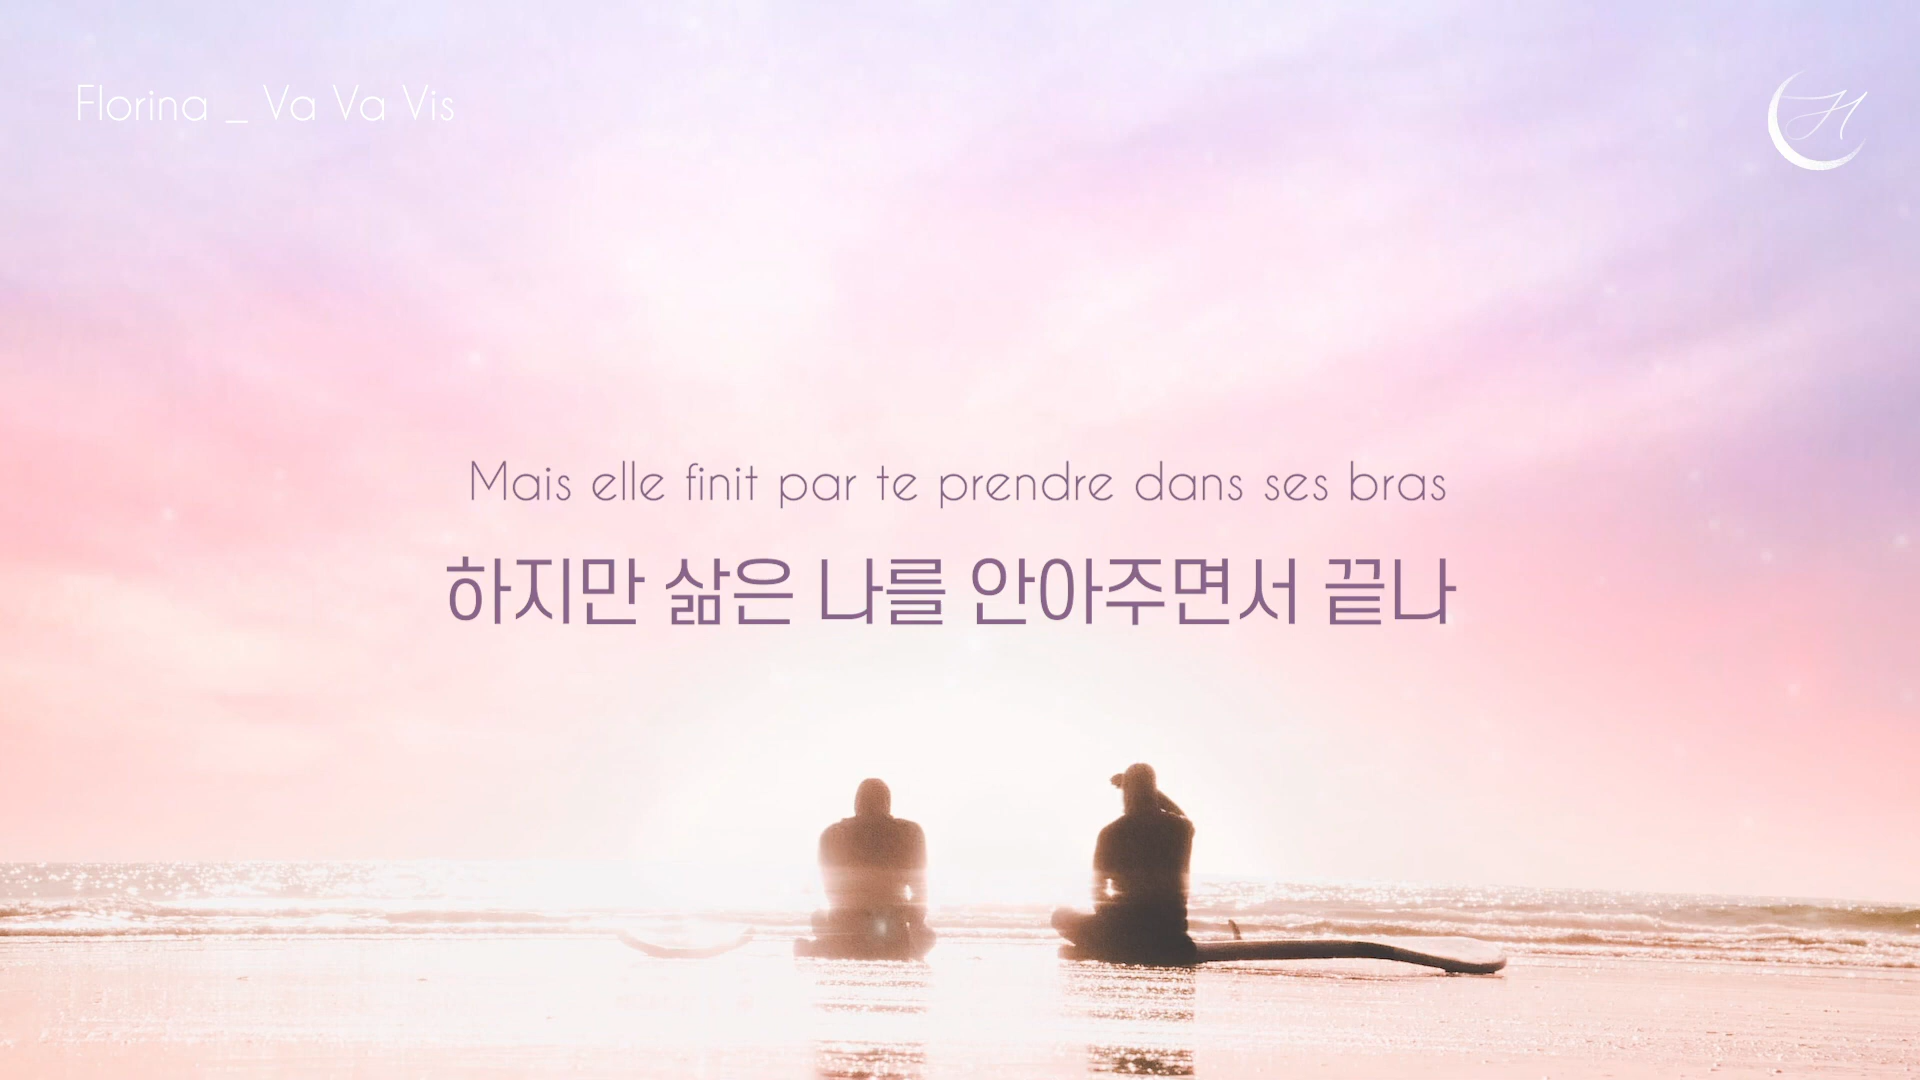 Florina _ Va Va Vis
Mais elle finit par te prendre dans ses bras
하지만 삶은 나를 안아주면서 끝나